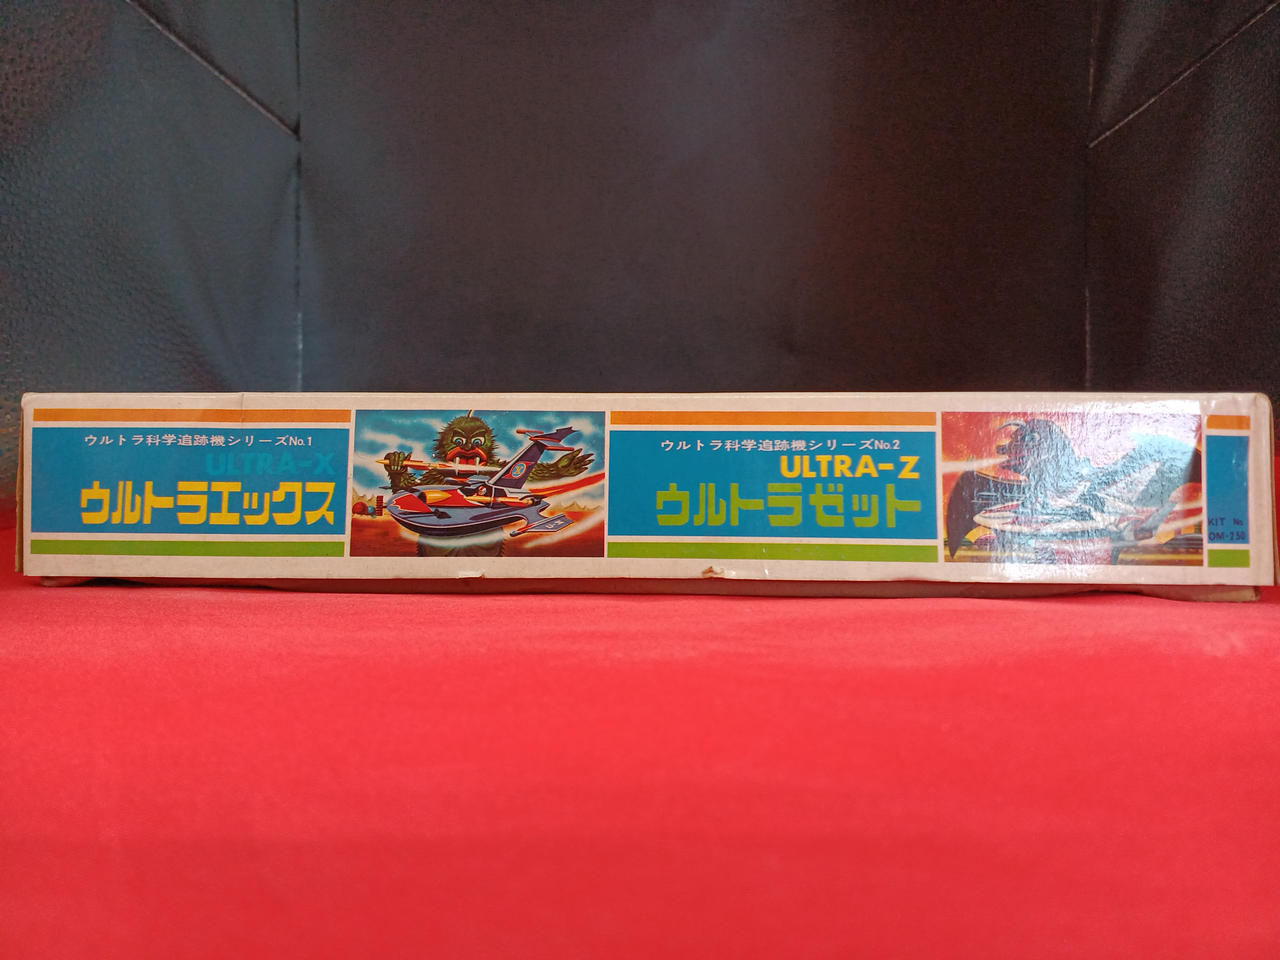 ウルトラ科学追跡機シリーズNo.1
ULTRA-X
ウルトラエックス
ウルトラ科学追跡機シリーズNo.2
ULTRA-Z
ウルトラゼット
KIT No
OM-250